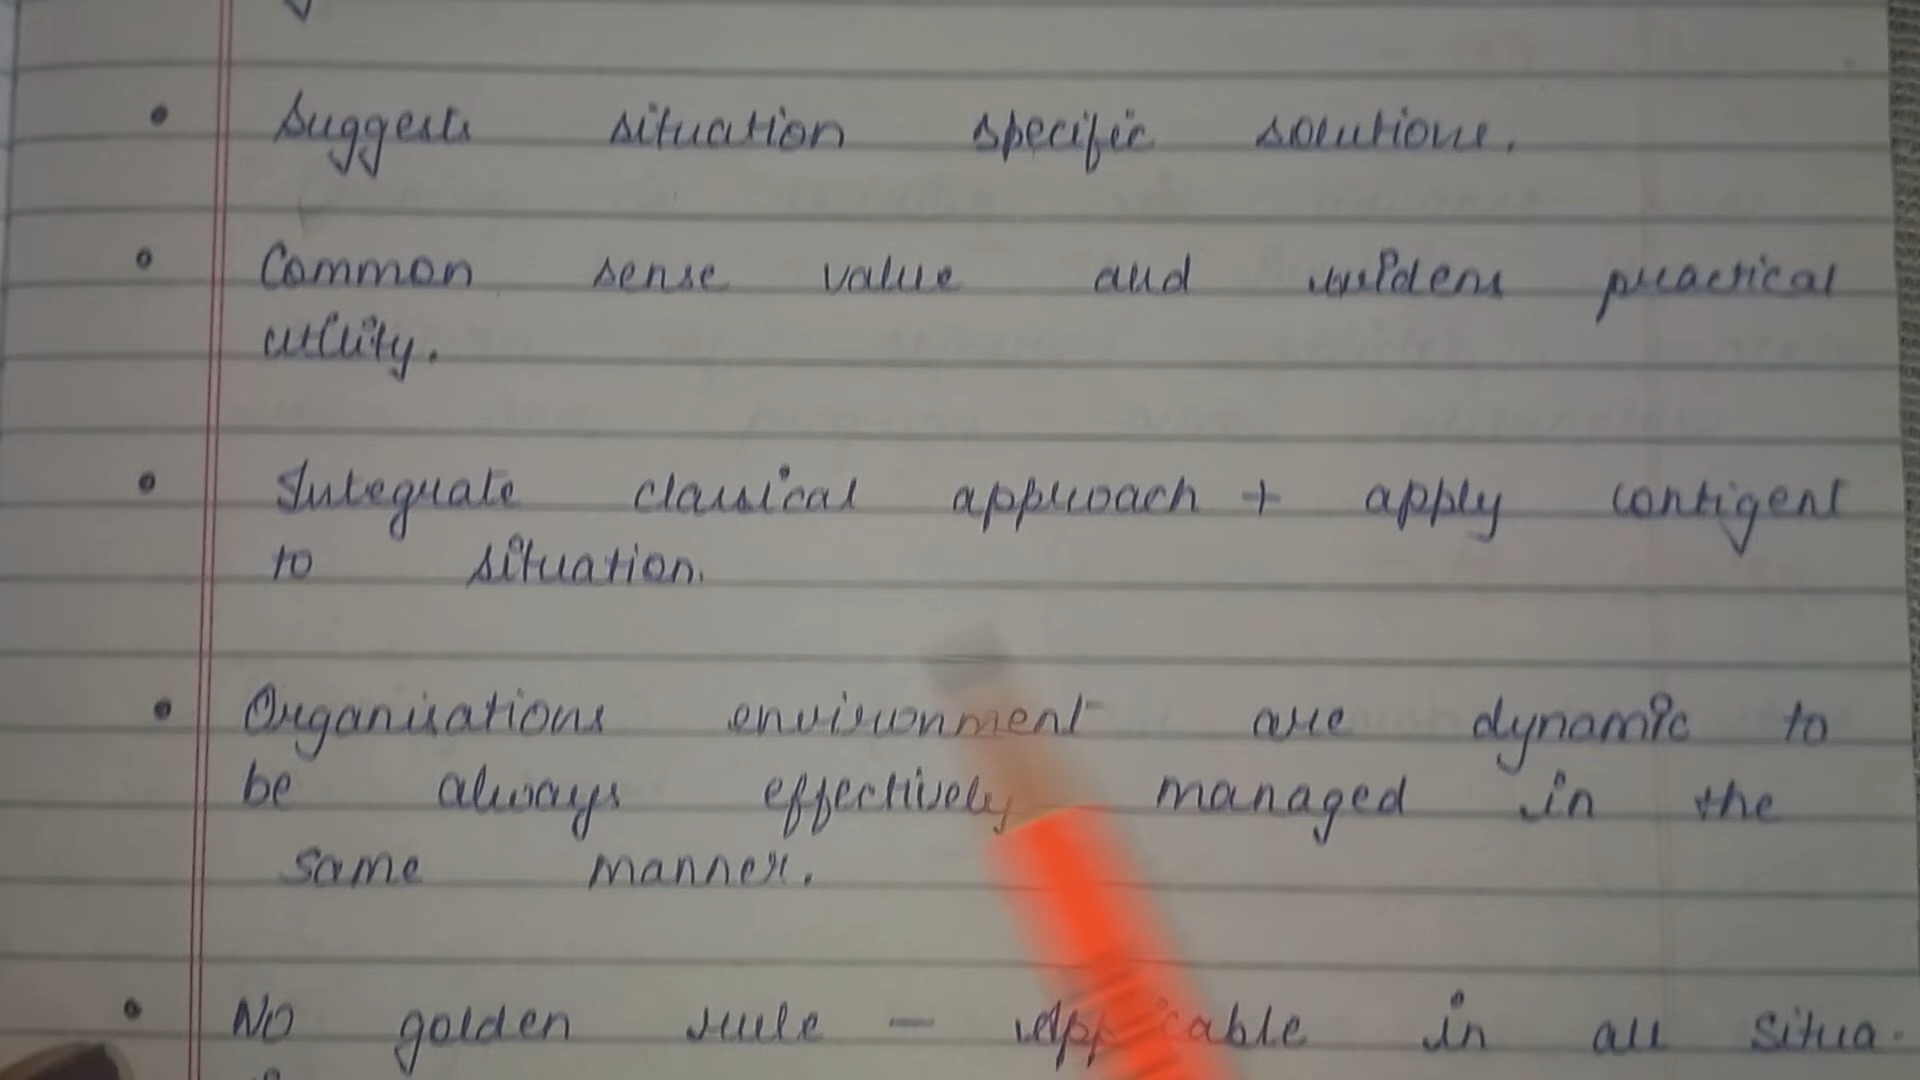 • Suggests situation specific solutions.
• Common sense value and widens practical
utility.
• Integrate classical approach + apply contigent
to situation.
• Organisations environment are dynamic to
be always effectively managed in the
same manner.
• No golden rule - in all situa-